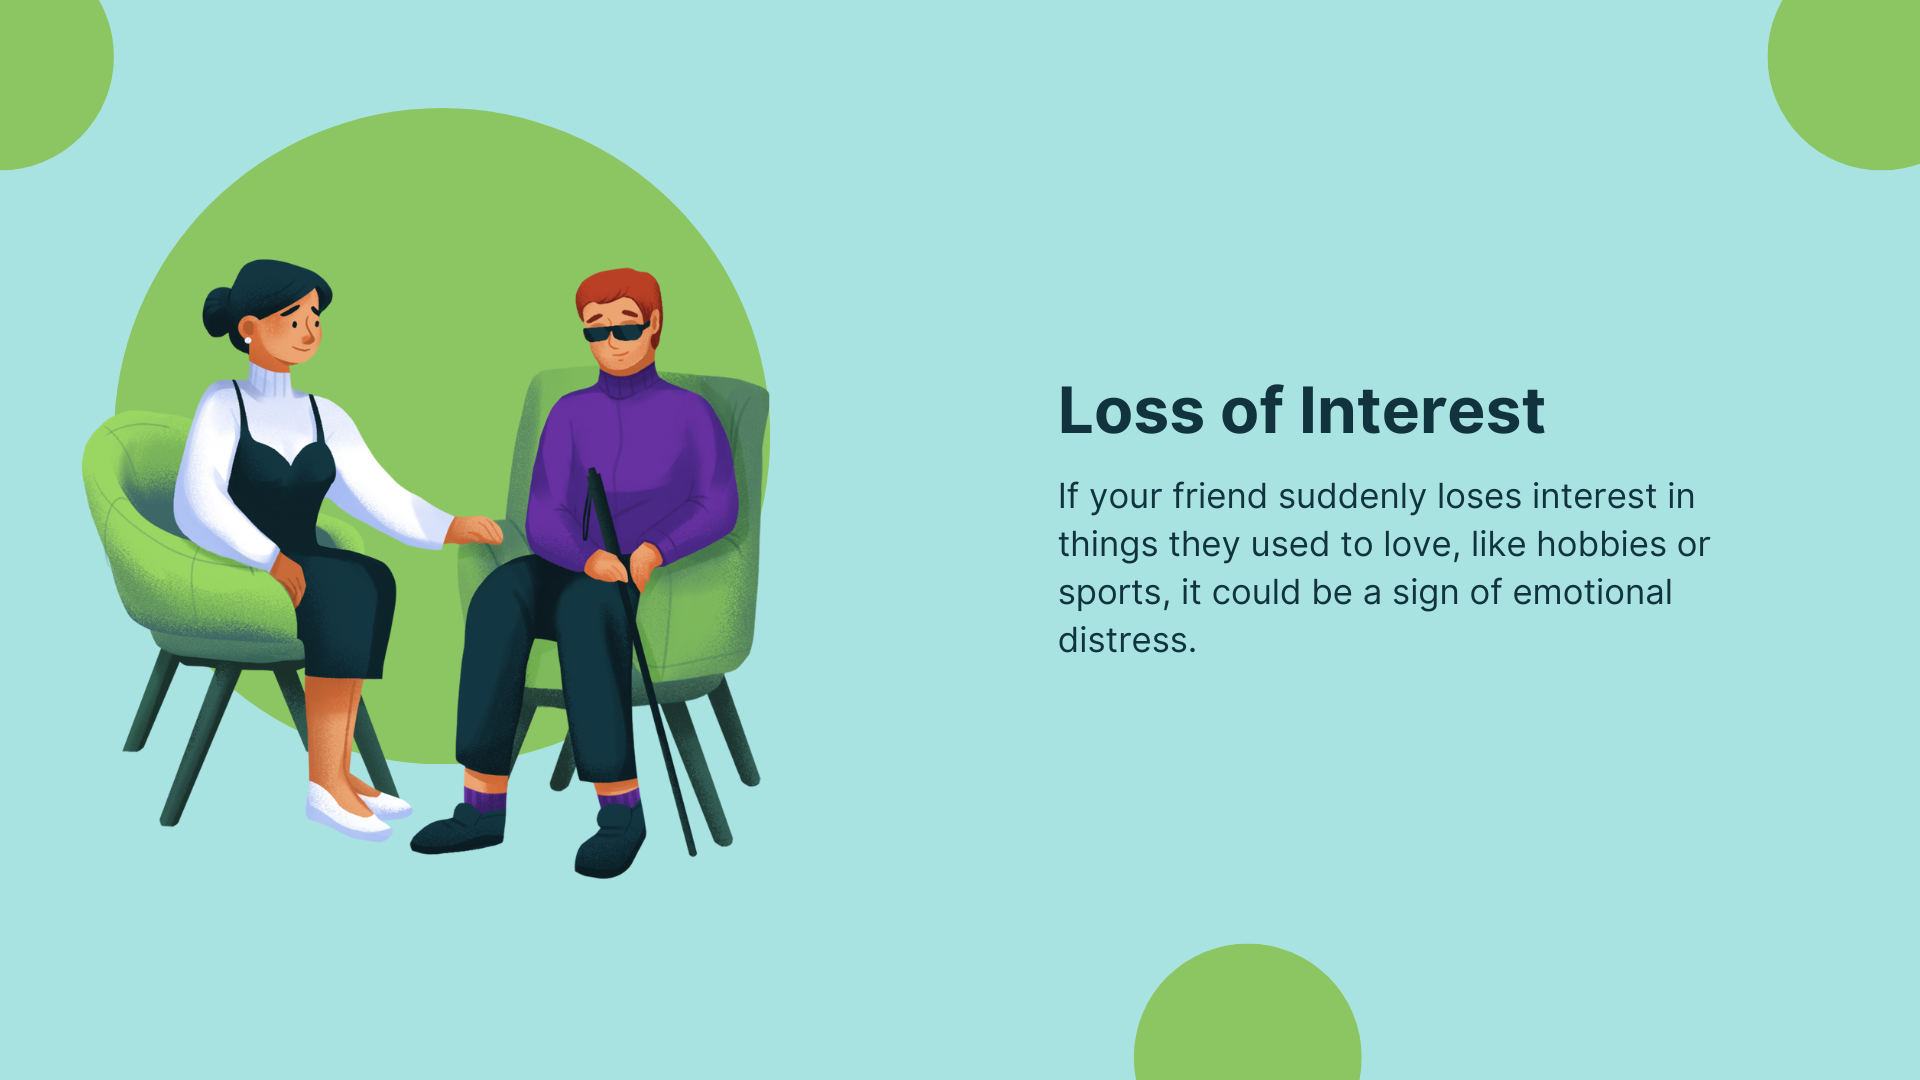 Loss of Interest
If your friend suddenly loses interest in
things they used to love, like hobbies or
sports, it could be a sign of emotional
distress.